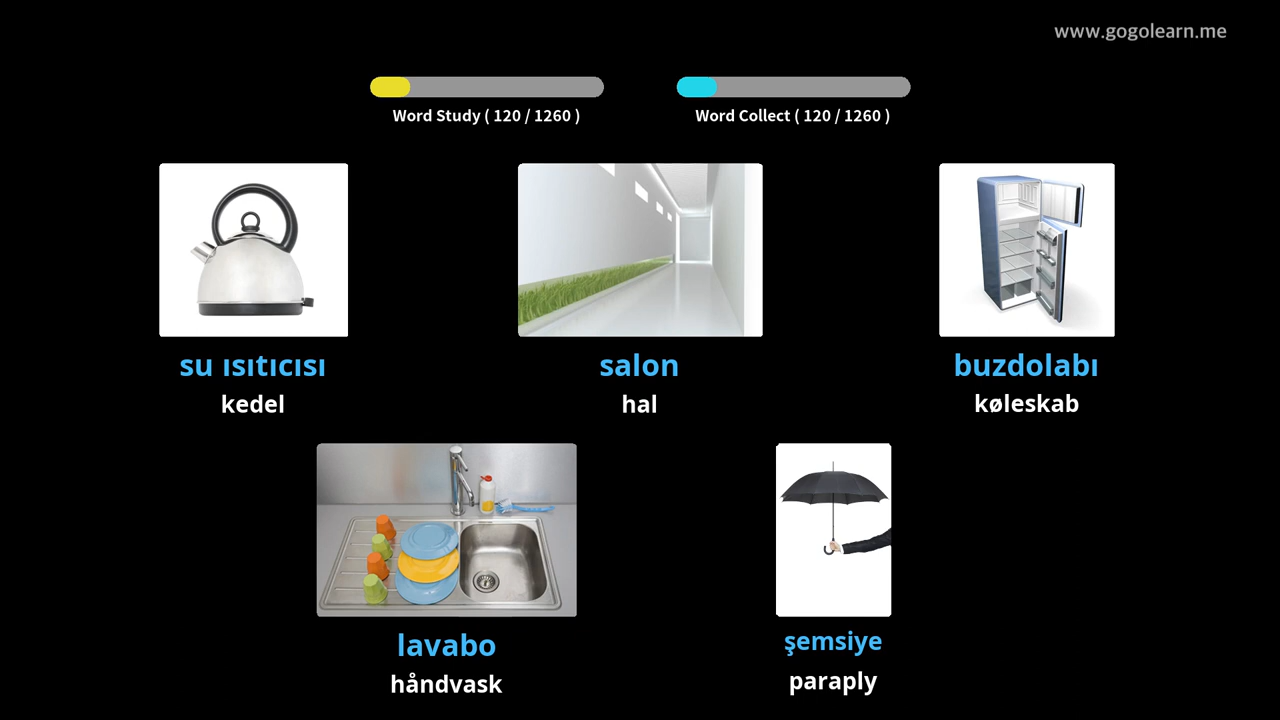 www.gogolearn.me
Word Study ( 120 / 1260 )
Word Collect ( 120 / 1260 )
su ısıtıcısı
kedel
salon
hal
buzdolabı
køleskab
lavabo
håndvask
şemsiye
paraply